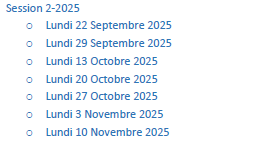 Session 2-2025
○ Lundi 22 Septembre 2025
○ Lundi 29 Septembre 2025
○ Lundi 13 Octobre 2025
○ Lundi 20 Octobre 2025
○ Lundi 27 Octobre 2025
○ Lundi 3 Novembre 2025
○ Lundi 10 Novembre 2025